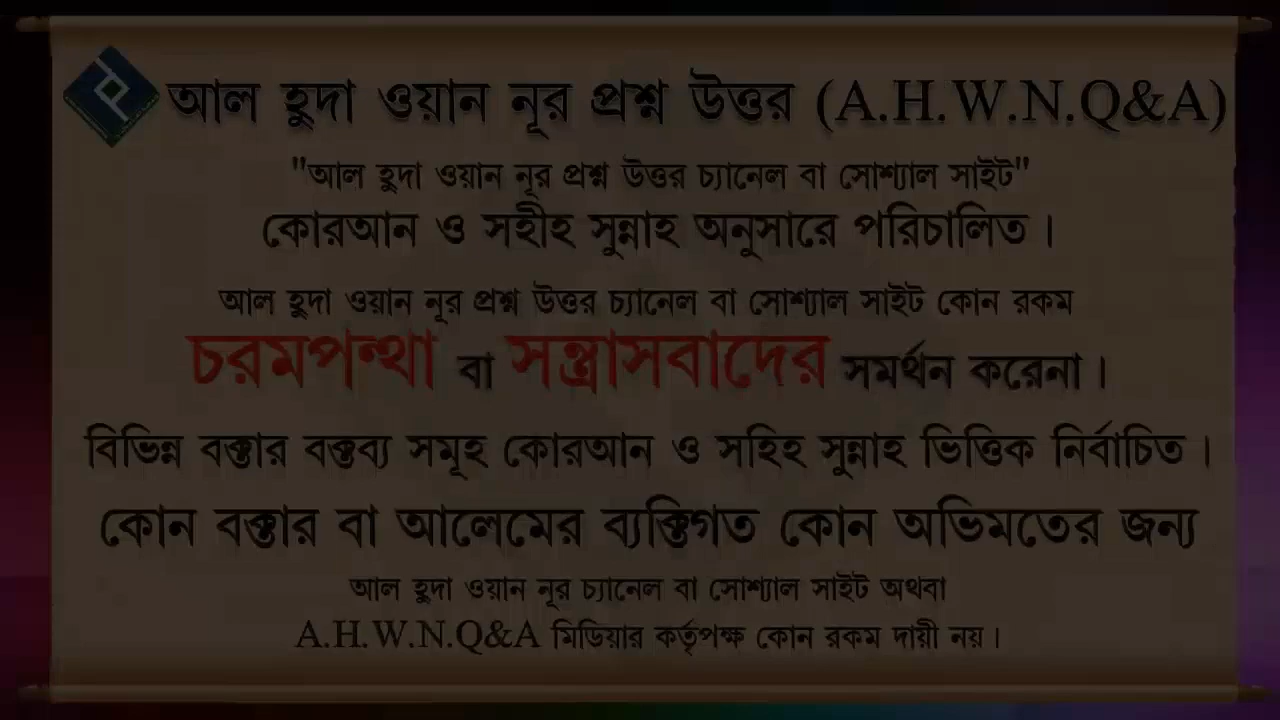 আল হুদা ওয়ান নূর প্রশ্ন উত্তর (A.H.W.N.Q&A)
"আল হুদা ওয়ান নূর প্রশ্ন উত্তর চ্যানেল বা সোশ্যাল সাইট"
কোরআন ও সহীহ সুন্নাহ অনুসারে পরিচালিত।
আল হুদা ওয়ান নূর প্রশ্ন উত্তর চ্যানেল বা সোশ্যাল সাইট কোন রকম
চরমপন্থা বা সন্ত্রাসবাদের সমর্থন করেনা।
বিভিন্ন বক্তার বক্তব্য সমূহ কোরআন ও সহিহ সুন্নাহ ভিত্তিক নির্বাচিত।
কোন বক্তার বা আলেমের ব্যক্তিগত কোন অভিমতের জন্য
আল হুদা ওয়ান নূর চ্যানেল বা সোশ্যাল সাইট অথবা
A.H.W.N.Q&A মিডিয়ার কর্তৃপক্ষ কোন রকম দায়ী নয়।